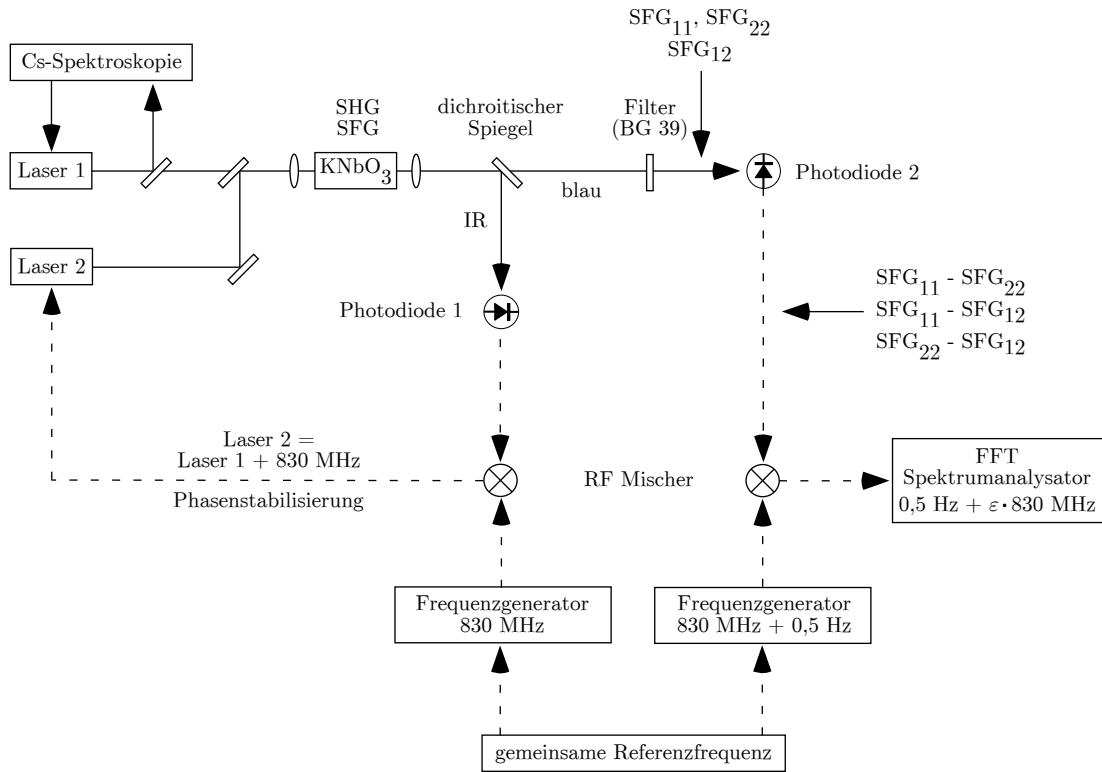 SFG11, SFG22
SFG12
Cs-Spektroskopie
SHG
SFG
dichroitischer
Spiegel
Filter
(BG 39)
Laser 1
KNbO3
Photodiode 2
blau
IR
Laser 2
SFG11 - SFG22
SFG11 - SFG12
SFG22 - SFG12
Photodiode 1
Laser 2 =
Laser 1 + 830 MHz
Phasenstabilisierung
RF Mischer
FFT
Spektrumanalysator
0,5 Hz + ε·830 MHz
Frequenzgenerator
830 MHz
Frequenzgenerator
830 MHz + 0,5 Hz
gemeinsame Referenzfrequenz